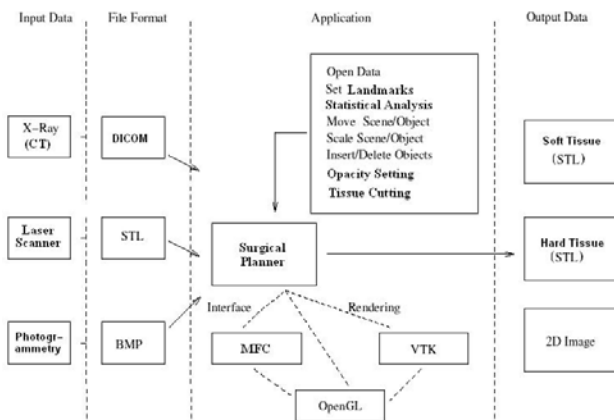 Input Data
File Format
Application
Output Data
X-Ray
(CT)
DICOM
Open Data
Set Landmarks
Statistical Analysis
Move Scene/Object
Scale Scene/Object
Insert/Delete Objects
Opacity Setting
Tissue Cutting
Soft Tissue
(STL)
Laser
Scanner
STL
Surgical
Planner
Hard Tissue
(STL)
Interface
Rendering
Photogr-
ammetry
BMP
MFC
VTK
2D Image
OpenGL